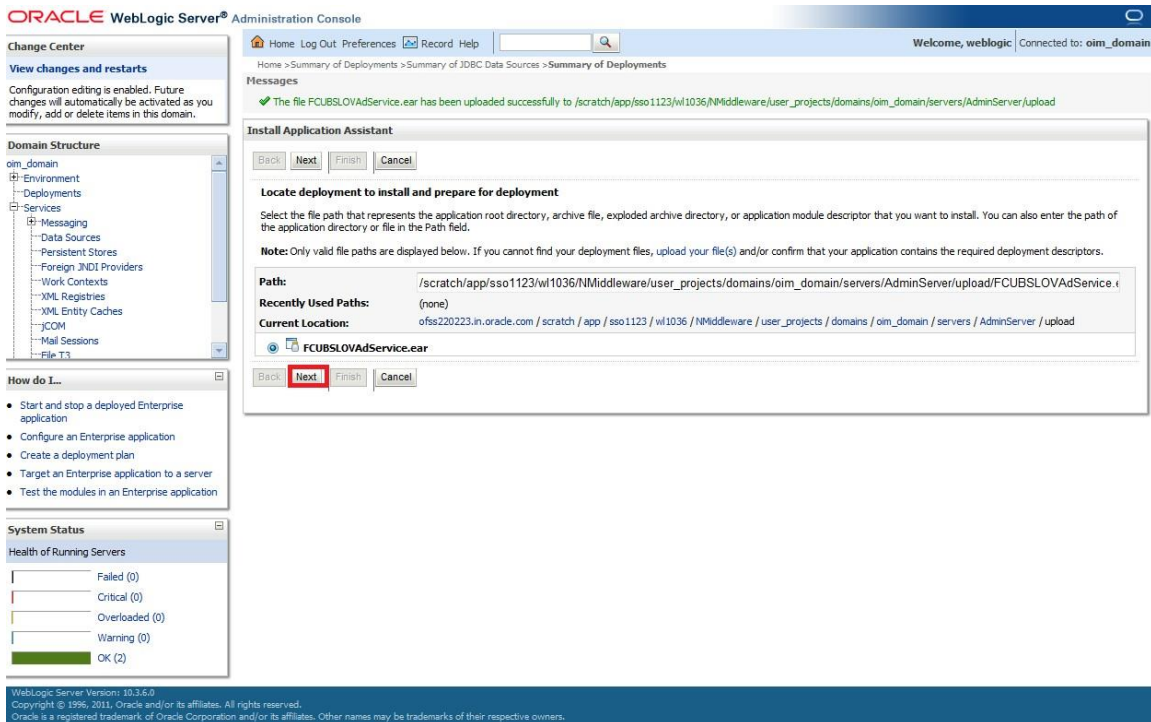 ORACLE WebLogic Server® Administration Console
Change Center
View changes and restarts
Configuration editing is enabled. Future
changes will automatically be activated as you
modify, add or delete items in this domain.
Domain Structure
oim_domain
Environment
Deployments
Services
Messaging
Data Sources
Persistent Stores
Foreign JNDI Providers
Work Contexts
XML Registries
XML Entity Caches
jCOM
Mail Sessions
File T3
How do I...
Start and stop a deployed Enterprise
application
Configure an Enterprise application
Create a deployment plan
Target an Enterprise application to a server
Test the modules in an Enterprise application
System Status
Health of Running Servers
Failed (0)
Critical (0)
Overloaded (0)
Warning (0)
OK (2)
Home Log Out Preferences Record Help
Welcome, weblogic Connected to: oim_domain
Home >Summary of Deployments >Summary of JDBC Data Sources >Summary of Deployments
Messages
The file FCUBSLOVAdService.ear has been uploaded successfully to /scratch/app/sso1123/wl1036/NMiddleware/user_projects/domains/oim_domain/servers/AdminServer/upload
Install Application Assistant
Back Next Finish Cancel
Locate deployment to install and prepare for deployment
Select the file path that represents the application root directory, archive file, exploded archive directory, or application module descriptor that you want to install. You can also enter the path of
the application directory or file in the Path field.
Note: Only valid file paths are displayed below. If you cannot find your deployment files, upload your file(s) and/or confirm that your application contains the required deployment descriptors.
Path: /scratch/app/sso1123/wl1036/NMiddleware/user_projects/domains/oim_domain/servers/AdminServer/upload/FCUBSLOVAdService.e
Recently Used Paths: (none)
Current Location: ofss220223.in.oracle.com / scratch / app / sso1123 / wl1036 / NMiddleware / user_projects / domains / oim_domain / servers / AdminServer / upload
FCUBSLOVAdService.ear
Back Next Finish Cancel
WebLogic Server Version: 10.3.6.0
Copyright © 1996, 2011, Oracle and/or its affiliates. All rights reserved.
Oracle is a registered trademark of Oracle Corporation and/or its affiliates. Other names may be trademarks of their respective owners.